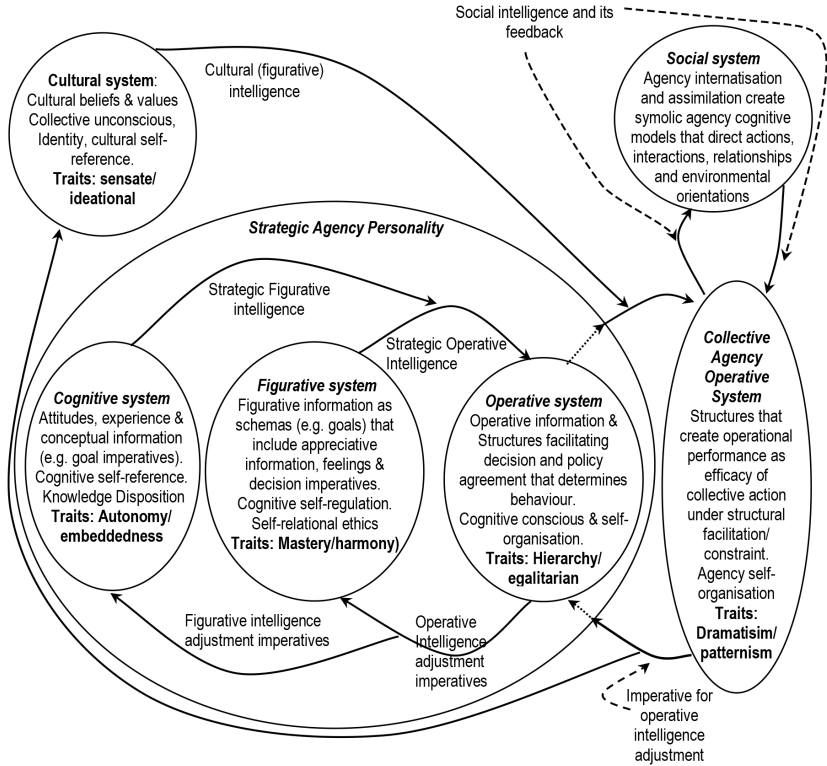 Social intelligence and its
feedback
Cultural system:
Cultural beliefs & values
Collective unconscious,
Identity, cultural self-
reference.
Traits: sensate/
ideational
Cultural (figurative)
intelligence
Social system
Agency internatisation
and assimilation create
symolic agency cognitive
models that direct actions,
interactions, relationships
and environmental
orientations
Strategic Agency Personality
Strategic Figurative
intelligence
Strategic Operative
Intelligence
Cognitive system
Attitudes, experience &
conceptual information
(e.g. goal imperatives).
Cognitive self-reference.
Knowledge Disposition
Traits: Autonomy/
embeddedness
Figurative system
Figurative information as
schemas (e.g. goals) that
include appreciative
information, feelings &
decision imperatives.
Cognitive self-regulation.
Self-relational ethics
Traits: Mastery/harmony)
Operative system
Operative information &
Structures facilitating
decision and policy
agreement that determines
behaviour.
Cognitive conscious & self-
organisation.
Traits: Hierarchy/
egalitarian
Collective
Agency
Operative
System
Structures that
create operational
performance as
efficacy of
collective action
under structural
facilitation/
constraint.
Agency self-
organisation
Traits:
Dramatisim/
patternism
Figurative intelligence
adjustment imperatives
Operative
Intelligence
adjustment
imperatives
Imperative for
operative
intelligence
adjustment